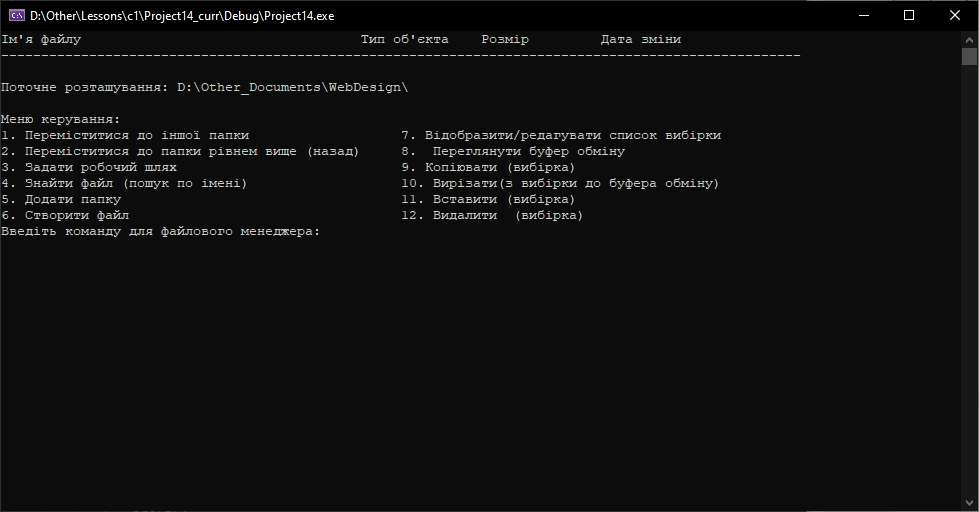 D:\Other\Lessons\c1\Project14_curr\Debug\Project14.exe
Ім'я файлу Тип об'єкта Розмір Дата зміни
----------------------------------------------------------------------------------------------------
Поточне розташування: D:\Other_Documents\WebDesign\
Меню керування:
1. Переміститися до іншої папки 7. Відобразити/редагувати список вибірки
2. Переміститися до папки рівнем вище (назад) 8. Переглянути буфер обміну
3. Задати робочий шлях 9. Копіювати (вибірка)
4. Знайти файл (пошук по імені) 10. Вирізати(з вибірки до буфера обміну)
5. Додати папку 11. Вставити (вибірка)
6. Створити файл 12. Видалити (вибірка)
Введіть команду для файлового менеджера: